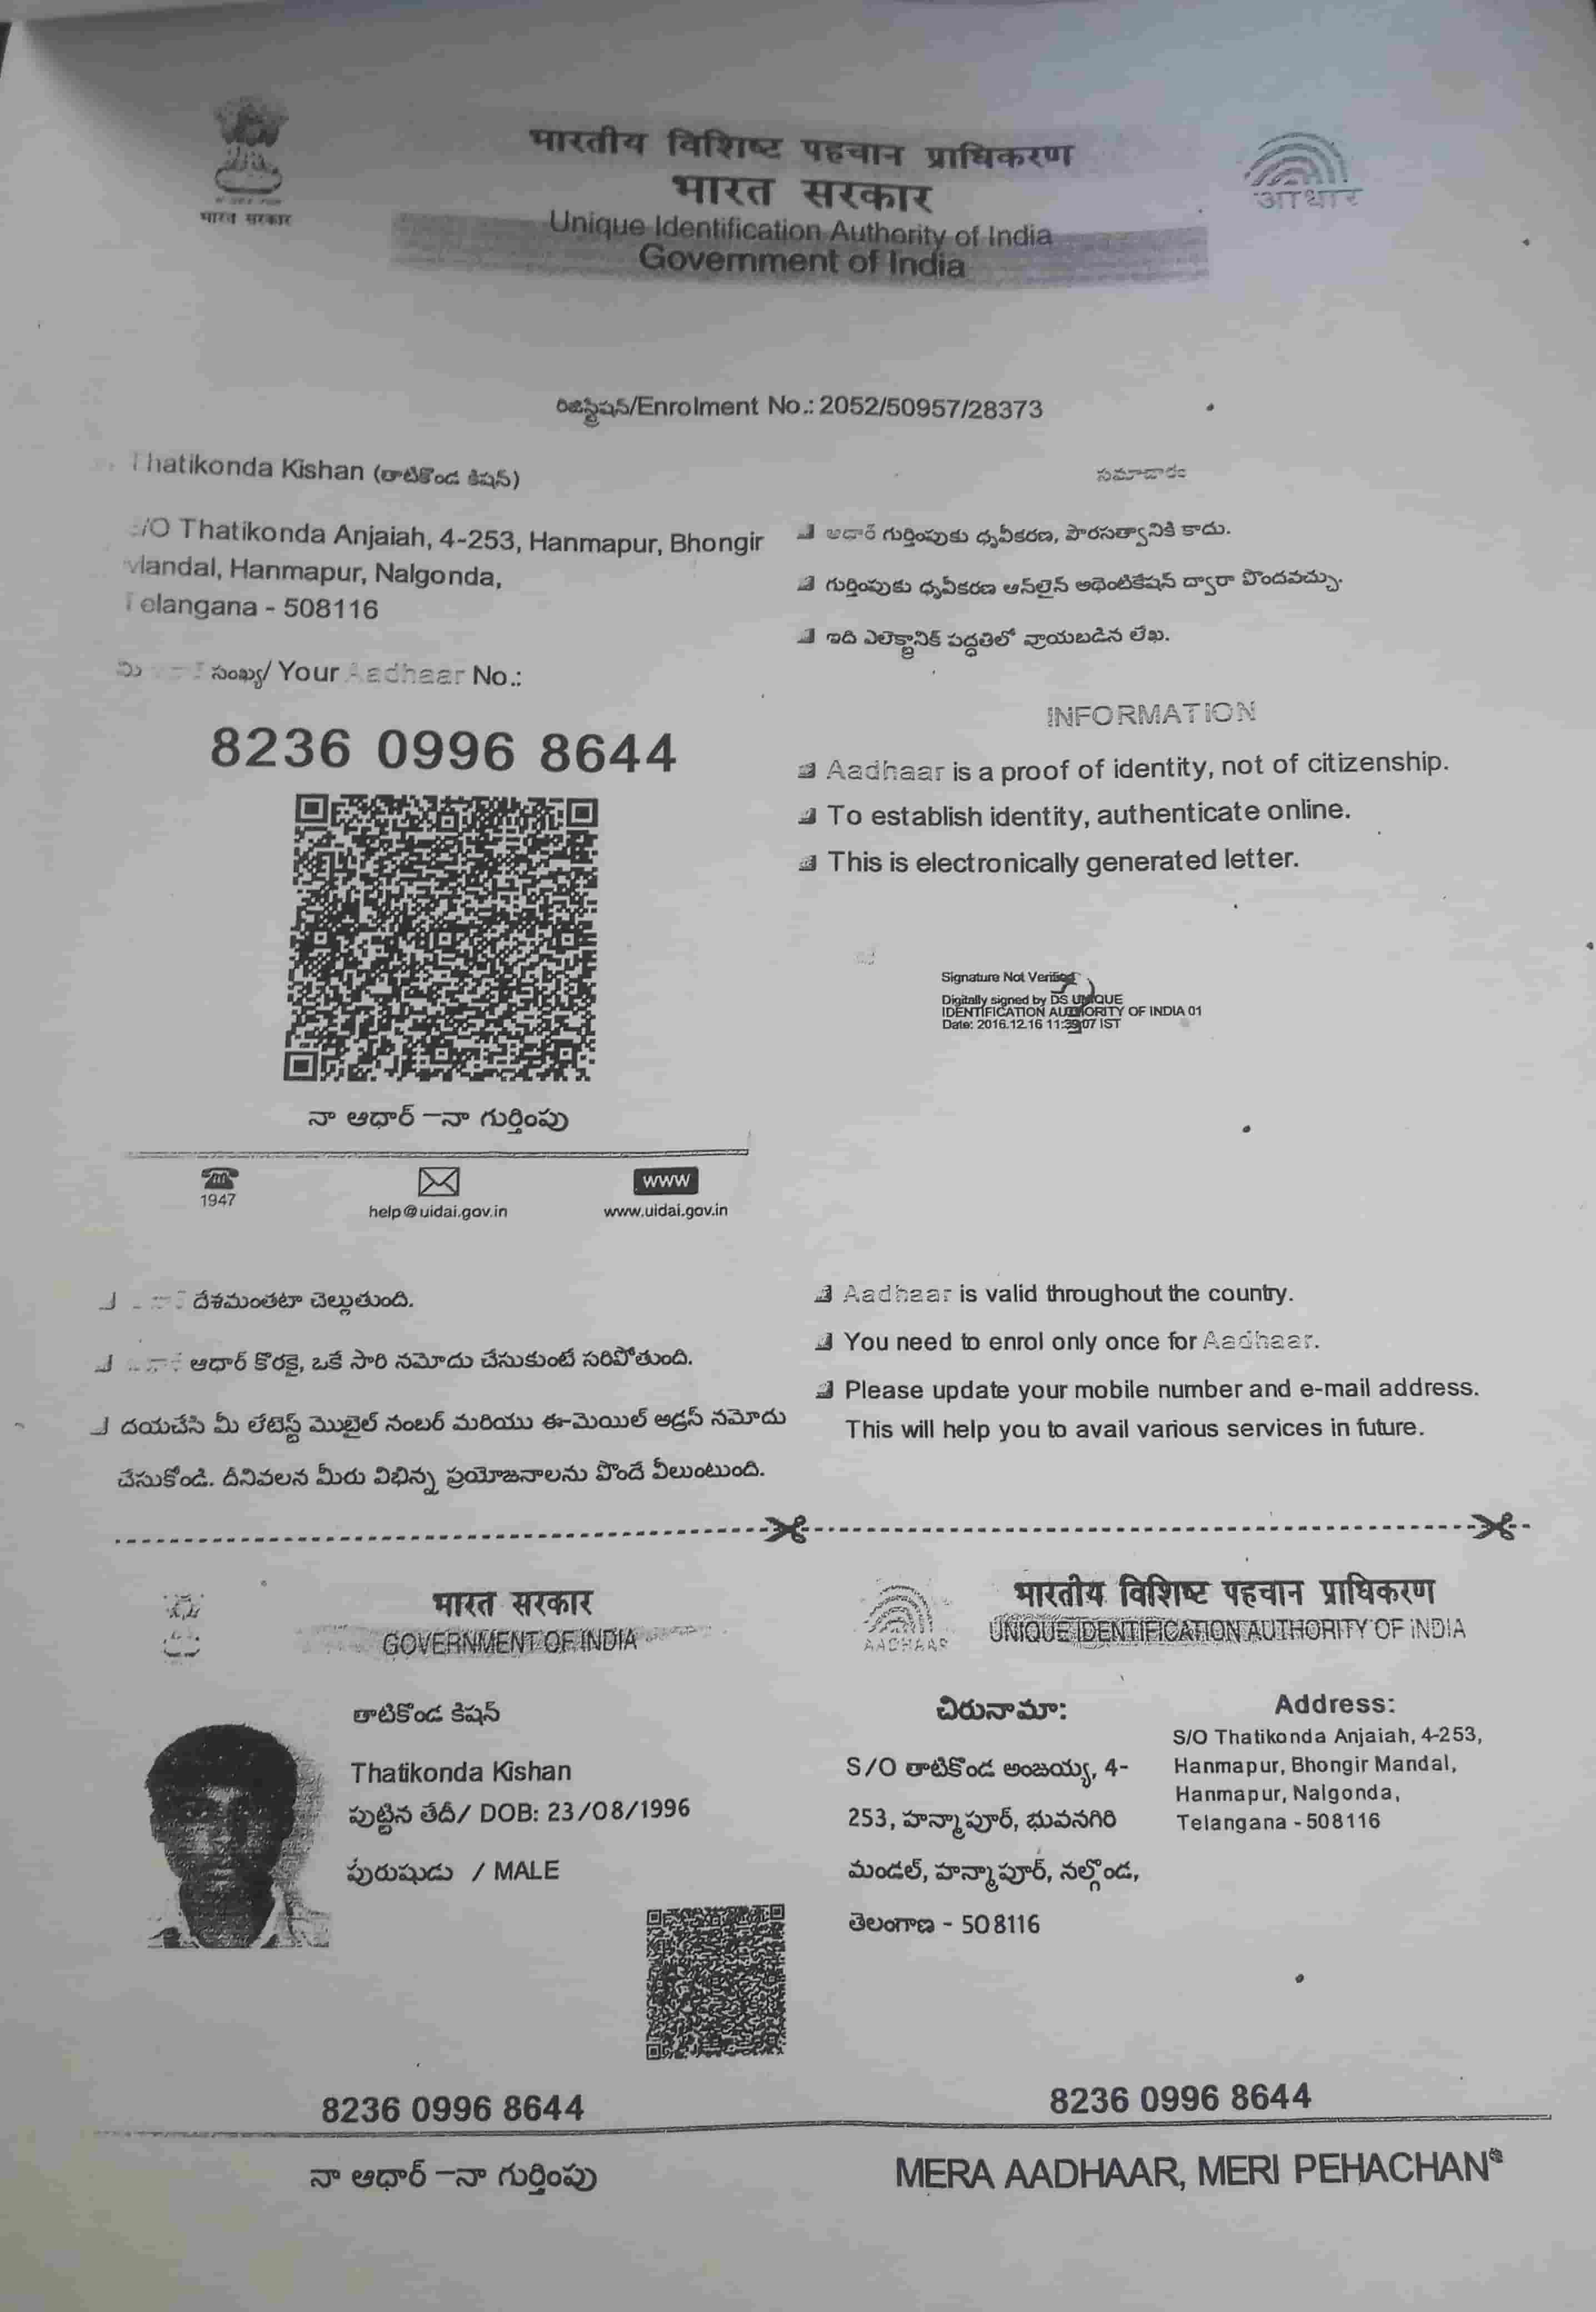 भारत सरकार
भारतीय विशिष्ट पहचान प्राधिकरण
भारत सरकार
Unique Identification Authority of India
Government of India
आधार
రిజిస్ట్రేషన్/Enrolment No.: 2052/50957/28373
Thatikonda Kishan (తాటికొండ కిషన్)
S/O Thatikonda Anjaiah, 4-253, Hanmapur, Bhongir
Mandal, Hanmapur, Nalgonda,
Telangana - 508116
సంఖ్య/ Your Aadhaar No.:
8236 0996 8644
నా ఆధార్ –నా గుర్తింపు
1947
help@uidai.gov.in
www
www.uidai.gov.in
సమాచారం
ఆధార్ గుర్తింపుకు ధృవీకరణ, పౌరసత్వానికి కాదు.
గుర్తింపుకు ధృవీకరణ ఆన్‌లైన్ అథెంటికేషన్ ద్వారా పొందవచ్చు.
ఇది ఎలెక్ట్రానిక్ పద్ధతిలో వ్రాయబడిన లేఖ.
INFORMATION
Aadhaar is a proof of identity, not of citizenship.
To establish identity, authenticate online.
This is electronically generated letter.
Signature Not Verified
Digitally signed by DS UNIQUE
IDENTIFICATION AUTHORITY OF INDIA 01
Date: 2016.12.16 11:39:07 IST
దేశమంతటా చెల్లుతుంది.
ఆధార్ కొరకై, ఒకే సారి నమోదు చేసుకుంటే సరిపోతుంది.
దయచేసి మీ లేటెస్ట్ మొబైల్ నంబర్ మరియు ఈ-మెయిల్ అడ్రస్ నమోదు
చేసుకోండి. దీనివలన మీరు విభిన్న ప్రయోజనాలను పొందే వీలుంటుంది.
Aadhaar is valid throughout the country.
You need to enrol only once for Aadhaar.
Please update your mobile number and e-mail address.
This will help you to avail various services in future.
भारत सरकार
GOVERNMENT OF INDIA
తాటికొండ కిషన్
Thatikonda Kishan
పుట్టిన తేదీ/ DOB: 23/08/1996
పురుషుడు / MALE
8236 0996 8644
నా ఆధార్ –నా గుర్తింపు
AADHAAR
भारतीय विशिष्ट पहचान प्राधिकरण
UNIQUE IDENTIFICATION AUTHORITY OF INDIA
చిరునామా:
S/O తాటికొండ అంజయ్య, 4-
253, హన్మాపూర్, భువనగిరి
మండల్, హన్మాపూర్, నల్గొండ,
తెలంగాణ - 508116
Address:
S/O Thatikonda Anjaiah, 4-253,
Hanmapur, Bhongir Mandal,
Hanmapur, Nalgonda,
Telangana - 508116
8236 0996 8644
MERA AADHAAR, MERI PEHACHAN